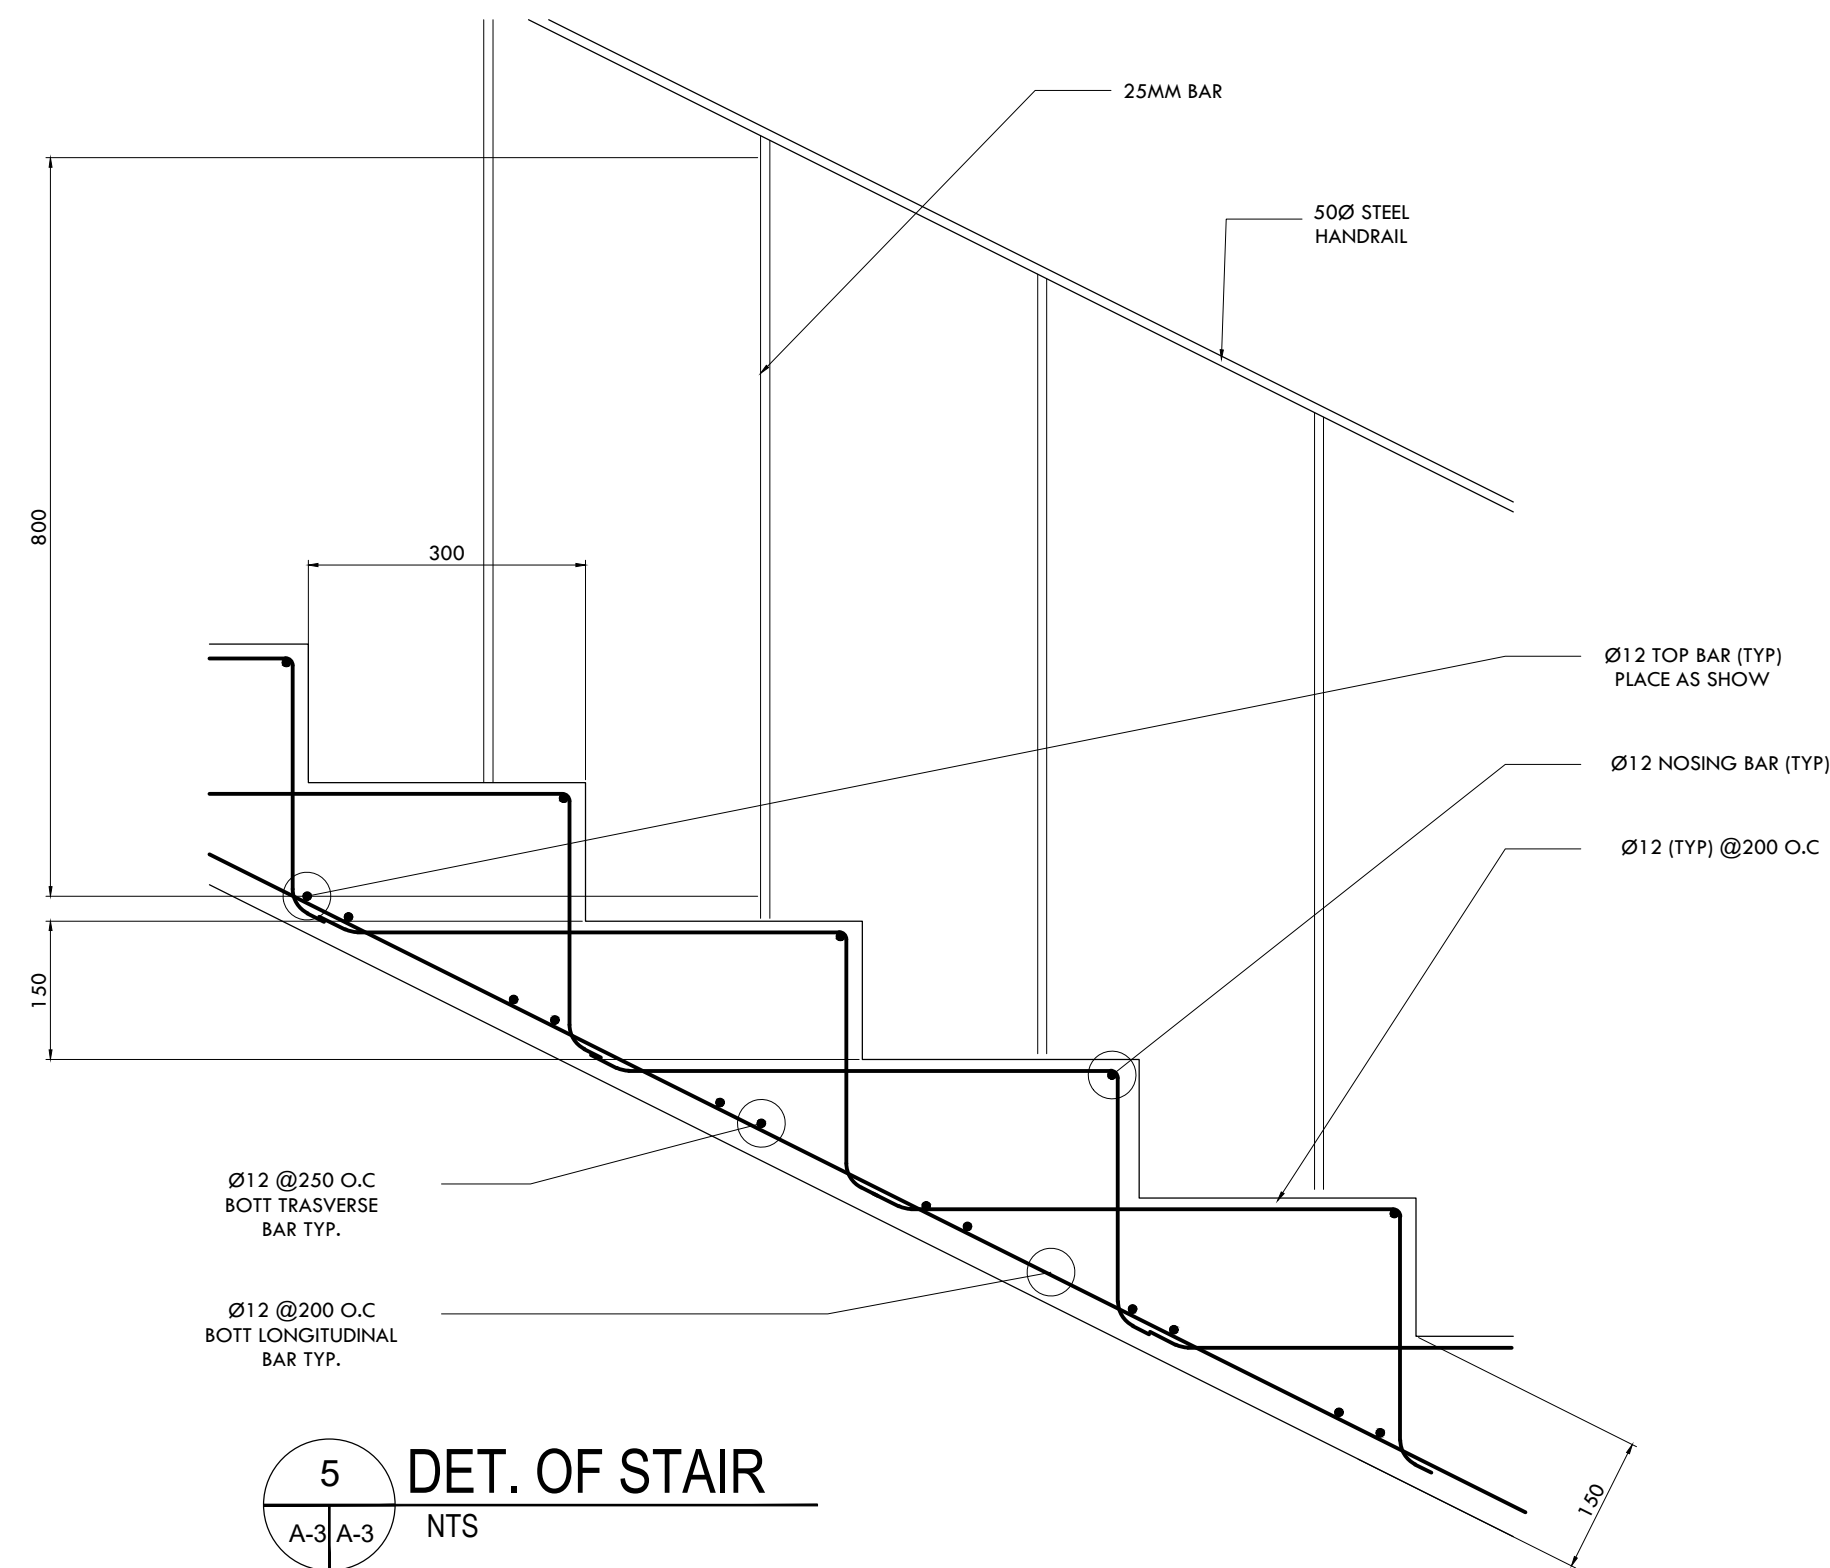 25MM BAR
50Ø STEEL
HANDRAIL
800
300
Ø12 TOP BAR (TYP)
PLACE AS SHOW
Ø12 NOSING BAR (TYP)
Ø12 (TYP) @200 O.C
150
Ø12 @250 O.C
BOTT TRASVERSE
BAR TYP.
Ø12 @200 O.C
BOTT LONGITUDINAL
BAR TYP.
150
5
DET. OF STAIR
A-3 A-3
NTS